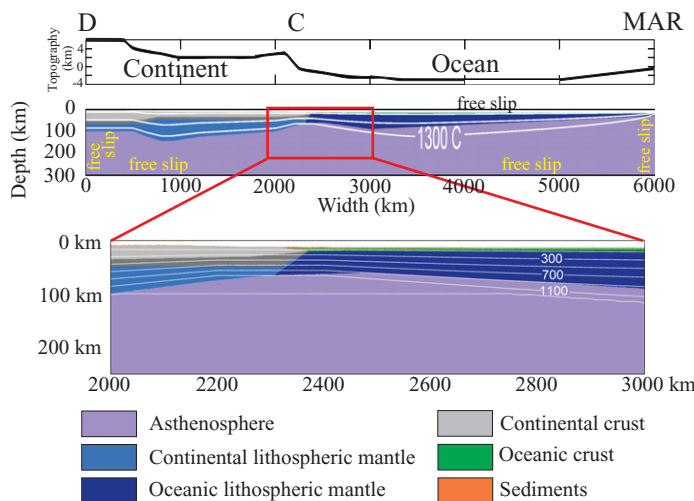 D C MAR
Topography (km)
4
0
-4
Continent Ocean
free slip
Depth (km)
0
100
200
300
free slip
1300 C
free slip
free slip
free slip
0 1000 2000 3000 4000 5000 6000
Width (km)
0 km
100 km
200 km
300
700
1100
2000 2200 2400 2600 2800 3000 km
Asthenosphere
Continental crust
Continental lithospheric mantle
Oceanic crust
Oceanic lithospheric mantle
Sediments